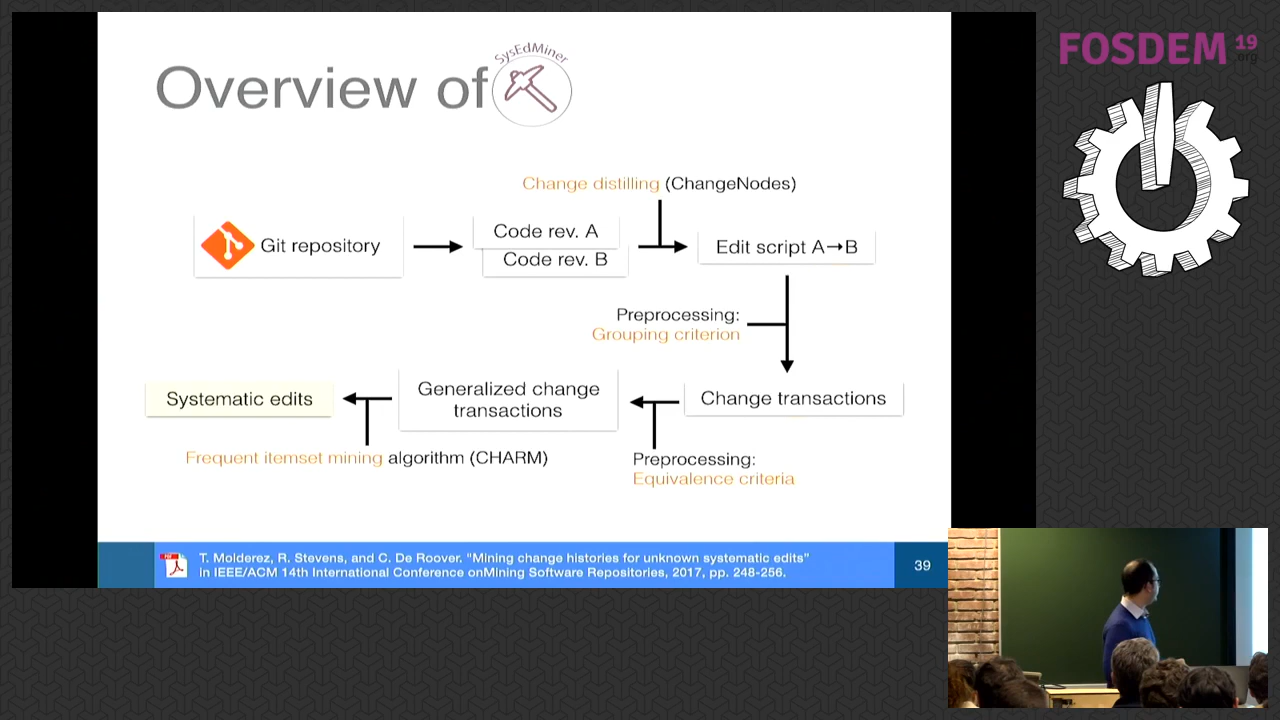 FOSDEM 19
.org
SysEdMiner
Overview of
Change distilling (ChangeNodes)
Git repository
Code rev. A
Code rev. B
Edit script A→B
Preprocessing:
Grouping criterion
Systematic edits
Generalized change
transactions
Change transactions
Frequent itemset mining algorithm (CHARM)
Preprocessing:
Equivalence criteria
PDF
T. Molderez, R. Stevens, and C. De Roover. "Mining change histories for unknown systematic edits"
in IEEE/ACM 14th International Conference onMining Software Repositories, 2017, pp. 248-256.
39